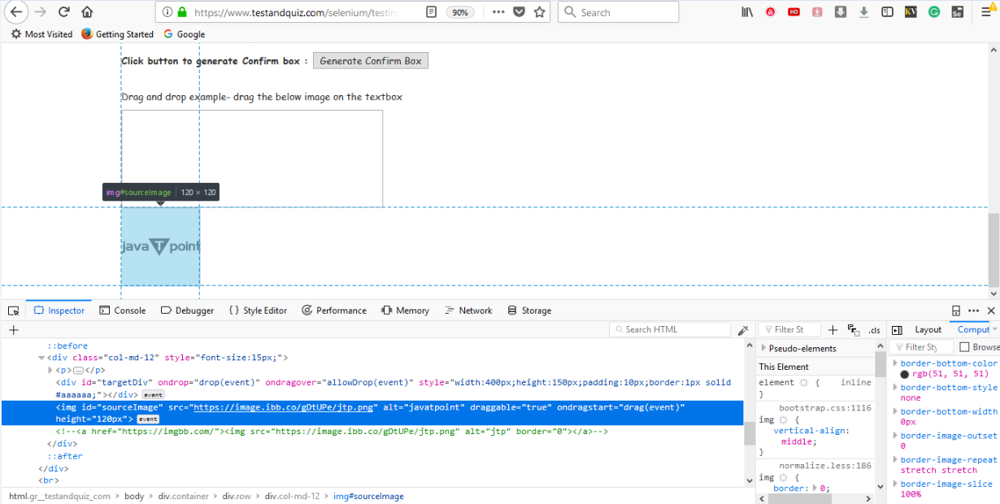 https://www.testandquiz.com/selenium/testin
90%
Search
HD
KV
Se
Most Visited Getting Started Google
Click button to generate Confirm box : Generate Confirm Box
Drag and drop example- drag the below image on the textbox
img#sourceImage 120 × 120
java T point
Inspector Console Debugger { } Style Editor Performance Memory Network Storage
Search HTML
Filter St
.cls
Layout Comput
::before
<div class="col-md-12" style="font-size:15px;">
<p></p>
<div id="targetDiv" ondrop="drop(event)" ondragover="allowDrop(event)" style="width:400px;height:150px;padding:10px;border:1px solid
#aaaaaa;"></div> event
<img id="sourceImage" src="https://image.ibb.co/gDtUPe/jtp.png" alt="javatpoint" draggable="true" ondragstart="drag(event)"
height="120px"> event
<!--<a href="https://imgbb.com/"><img src="https://image.ibb.co/gDtUPe/jtp.png" alt="jtp" border="0"></a>-->
</div>
::after
</div>
<br>
html.gr__testandquiz_com > body > div.container > div.row > div.col-md-12 > img#sourceImage
Pseudo-elements
This Element
element { inline
}
bootstrap.css:1116
img {
vertical-align:
middle;
}
normalize.less:186
img {
border: 0;
Filter Sty
Browse
border-bottom-color
rgb(51, 51, 51)
border-bottom-style
none
border-bottom-width
0px
border-image-outset
0
border-image-repeat
stretch stretch
border-image-slice
100%